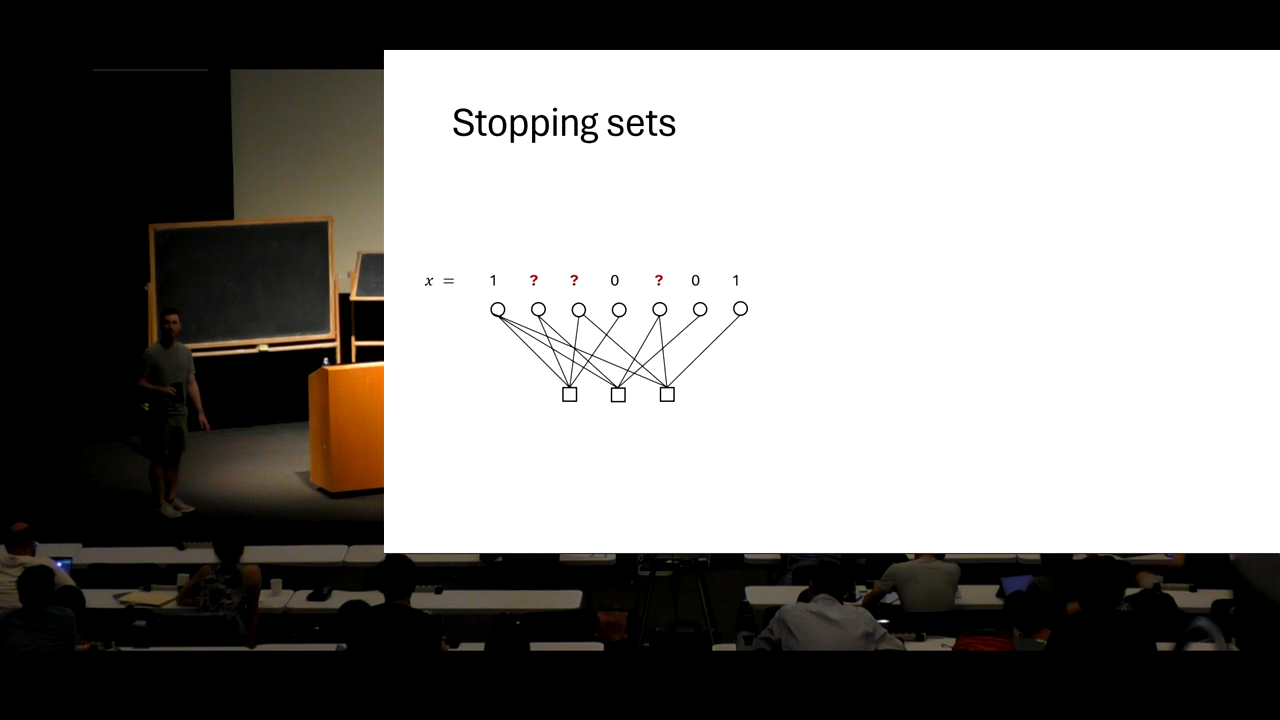 Stopping sets
x = 1 ? ? 0 ? 0 1